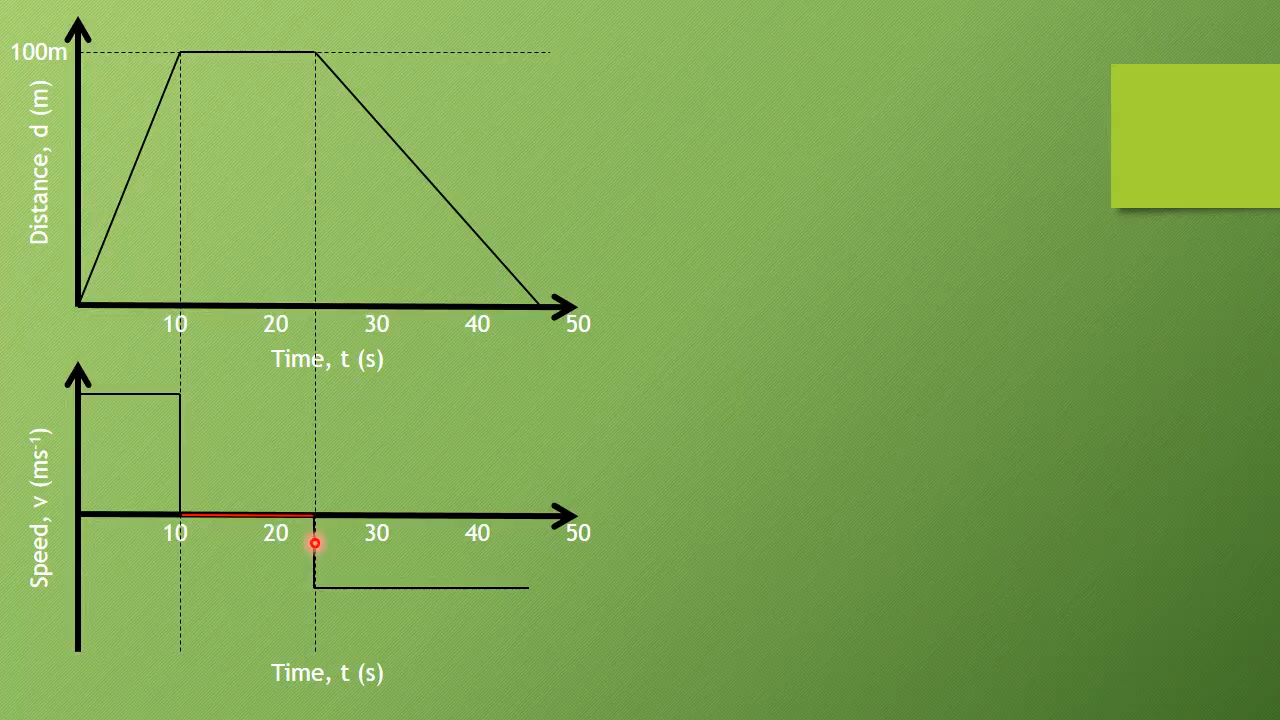 100m
Distance, d (m)
10 20 30 40 50
Time, t (s)
Speed, v (ms⁻¹)
10 20 30 40 50
Time, t (s)